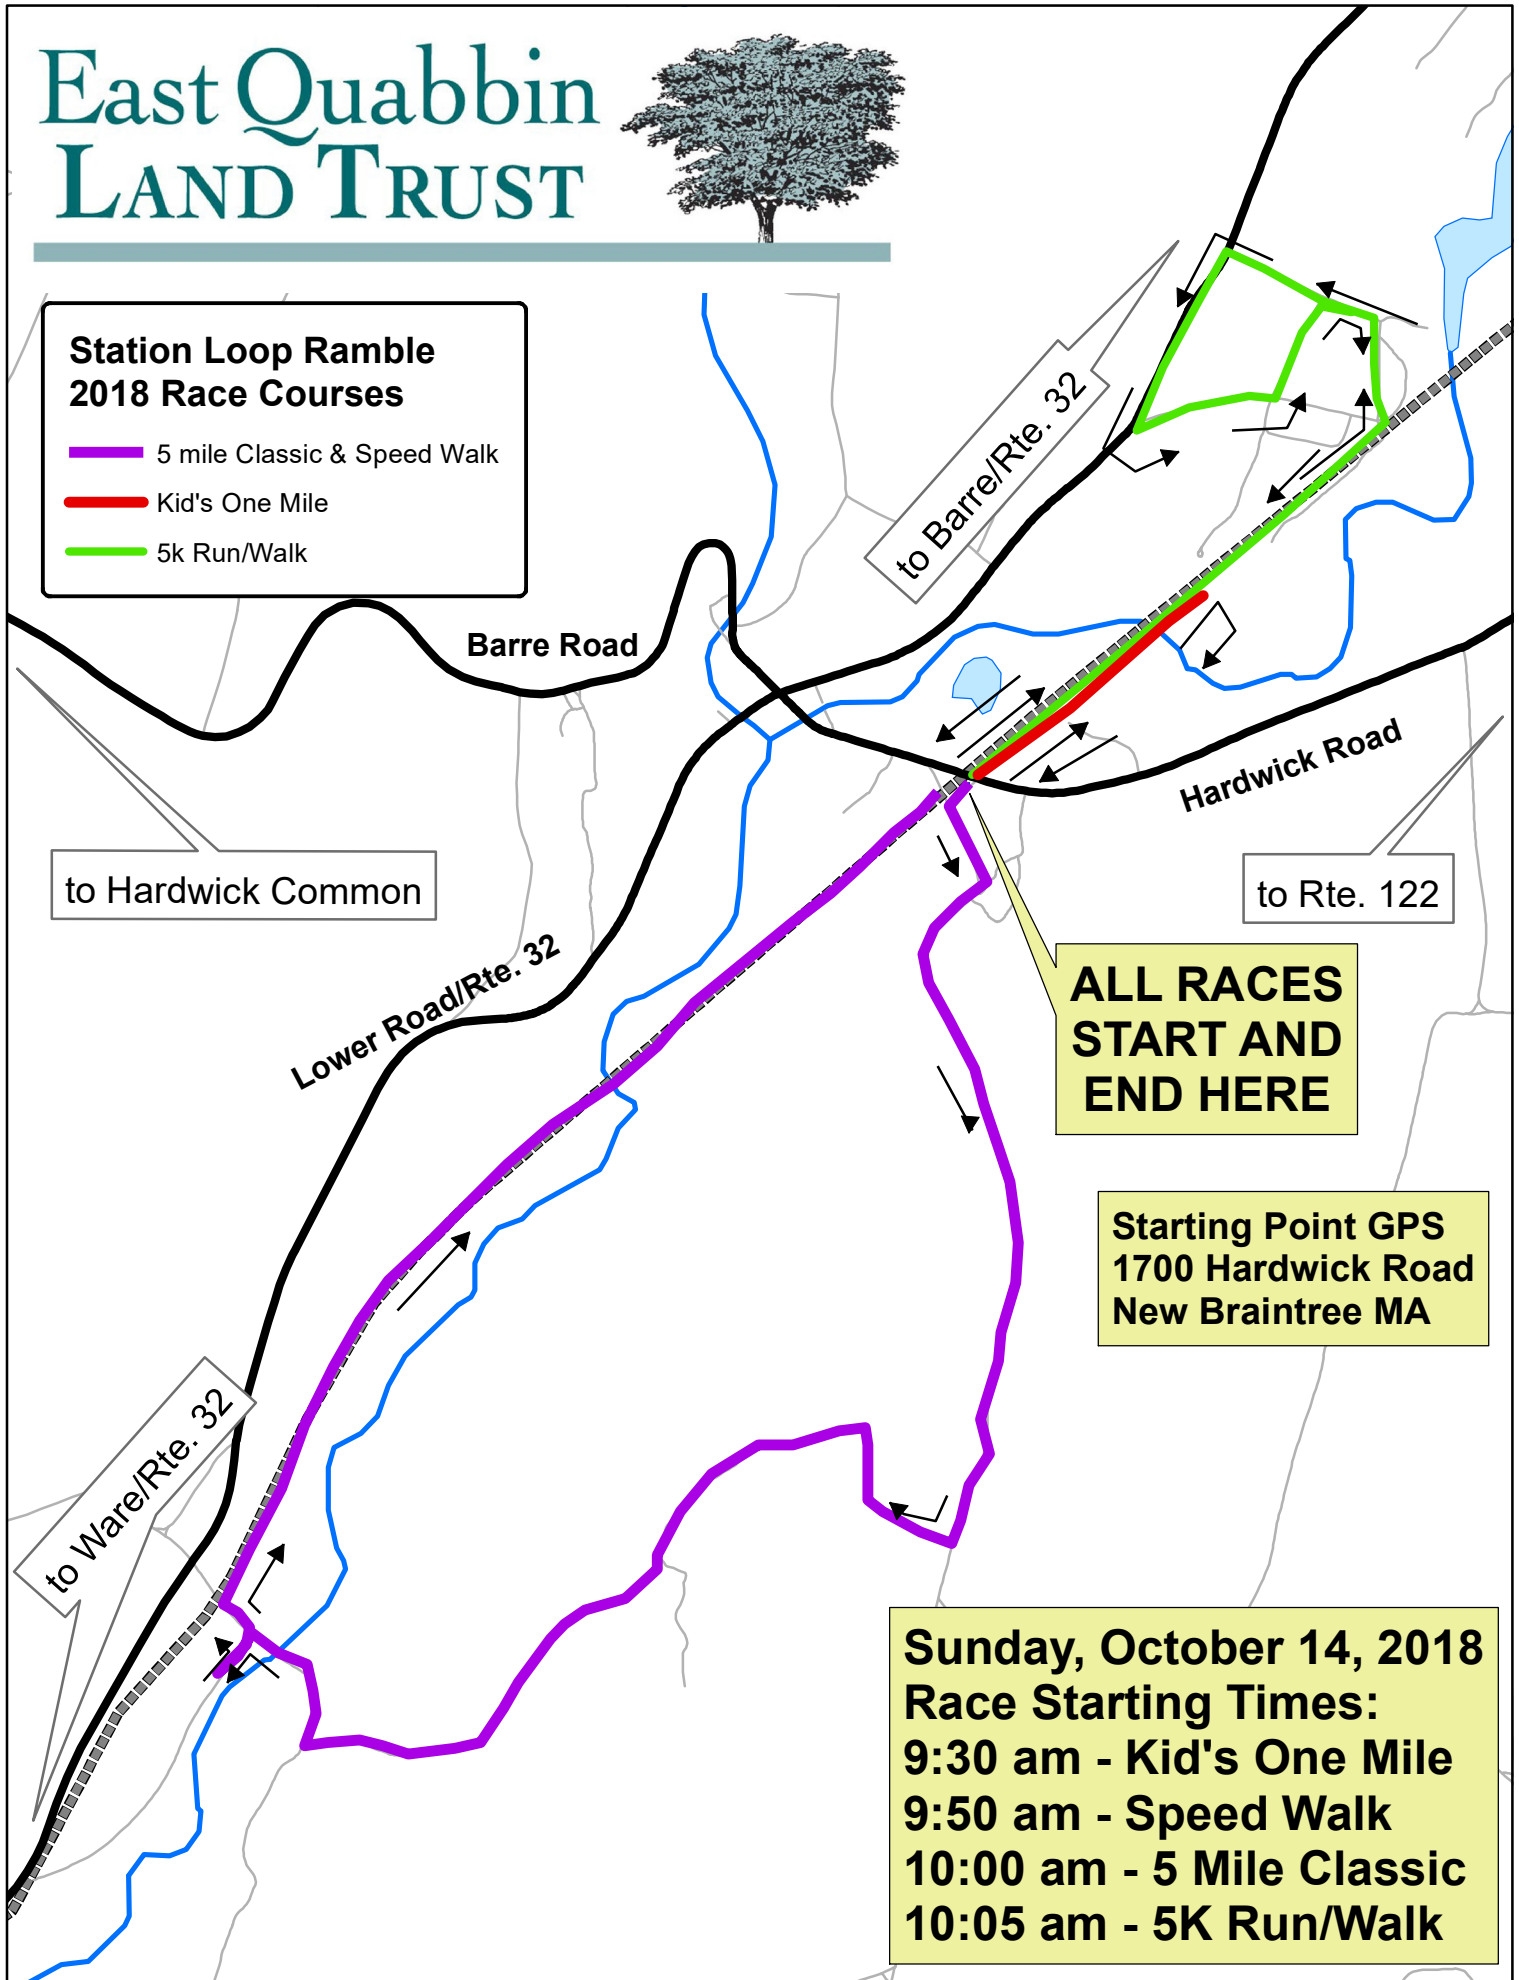 East Quabbin
LAND TRUST
Station Loop Ramble
2018 Race Courses
5 mile Classic & Speed Walk
Kid's One Mile
5k Run/Walk
to Barre/Rte. 32
Barre Road
Hardwick Road
to Hardwick Common
to Rte. 122
Lower Road/Rte. 32
ALL RACES
START AND
END HERE
Starting Point GPS
1700 Hardwick Road
New Braintree MA
to Ware/Rte. 32
Sunday, October 14, 2018
Race Starting Times:
9:30 am - Kid's One Mile
9:50 am - Speed Walk
10:00 am - 5 Mile Classic
10:05 am - 5K Run/Walk